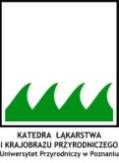 KATEDRA ŁĄKARSTWA
I KRAJOBRAZU PRZYRODNICZEGO
Uniwersytet Przyrodniczy w Poznaniu